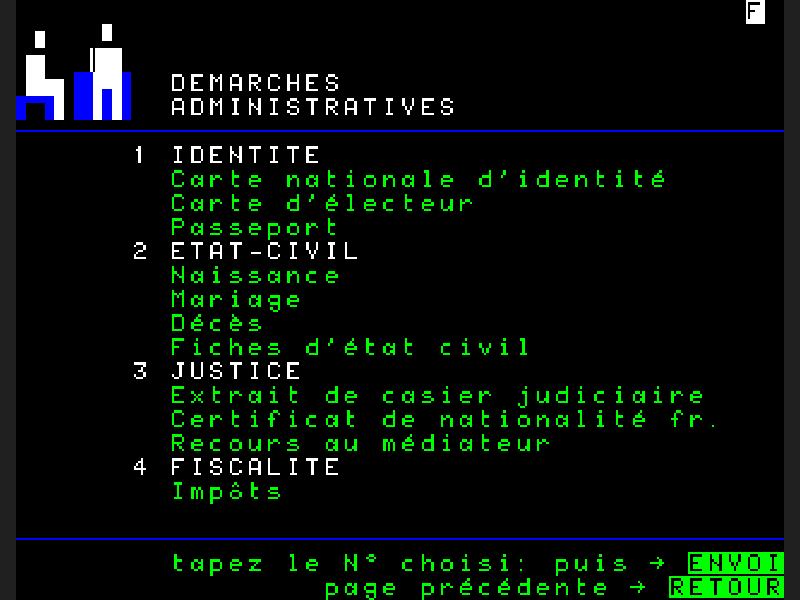 F
DEMARCHES
ADMINISTRATIVES
1 IDENTITE
Carte nationale d'identité
Carte d'électeur
Passeport
2 ETAT-CIVIL
Naissance
Mariage
Décès
Fiches d'état civil
3 JUSTICE
Extrait de casier judiciaire
Certificat de nationalité fr.
Recours au médiateur
4 FISCALITE
Impôts
tapez le N° choisi: puis → ENVOI
page précédente → RETOUR